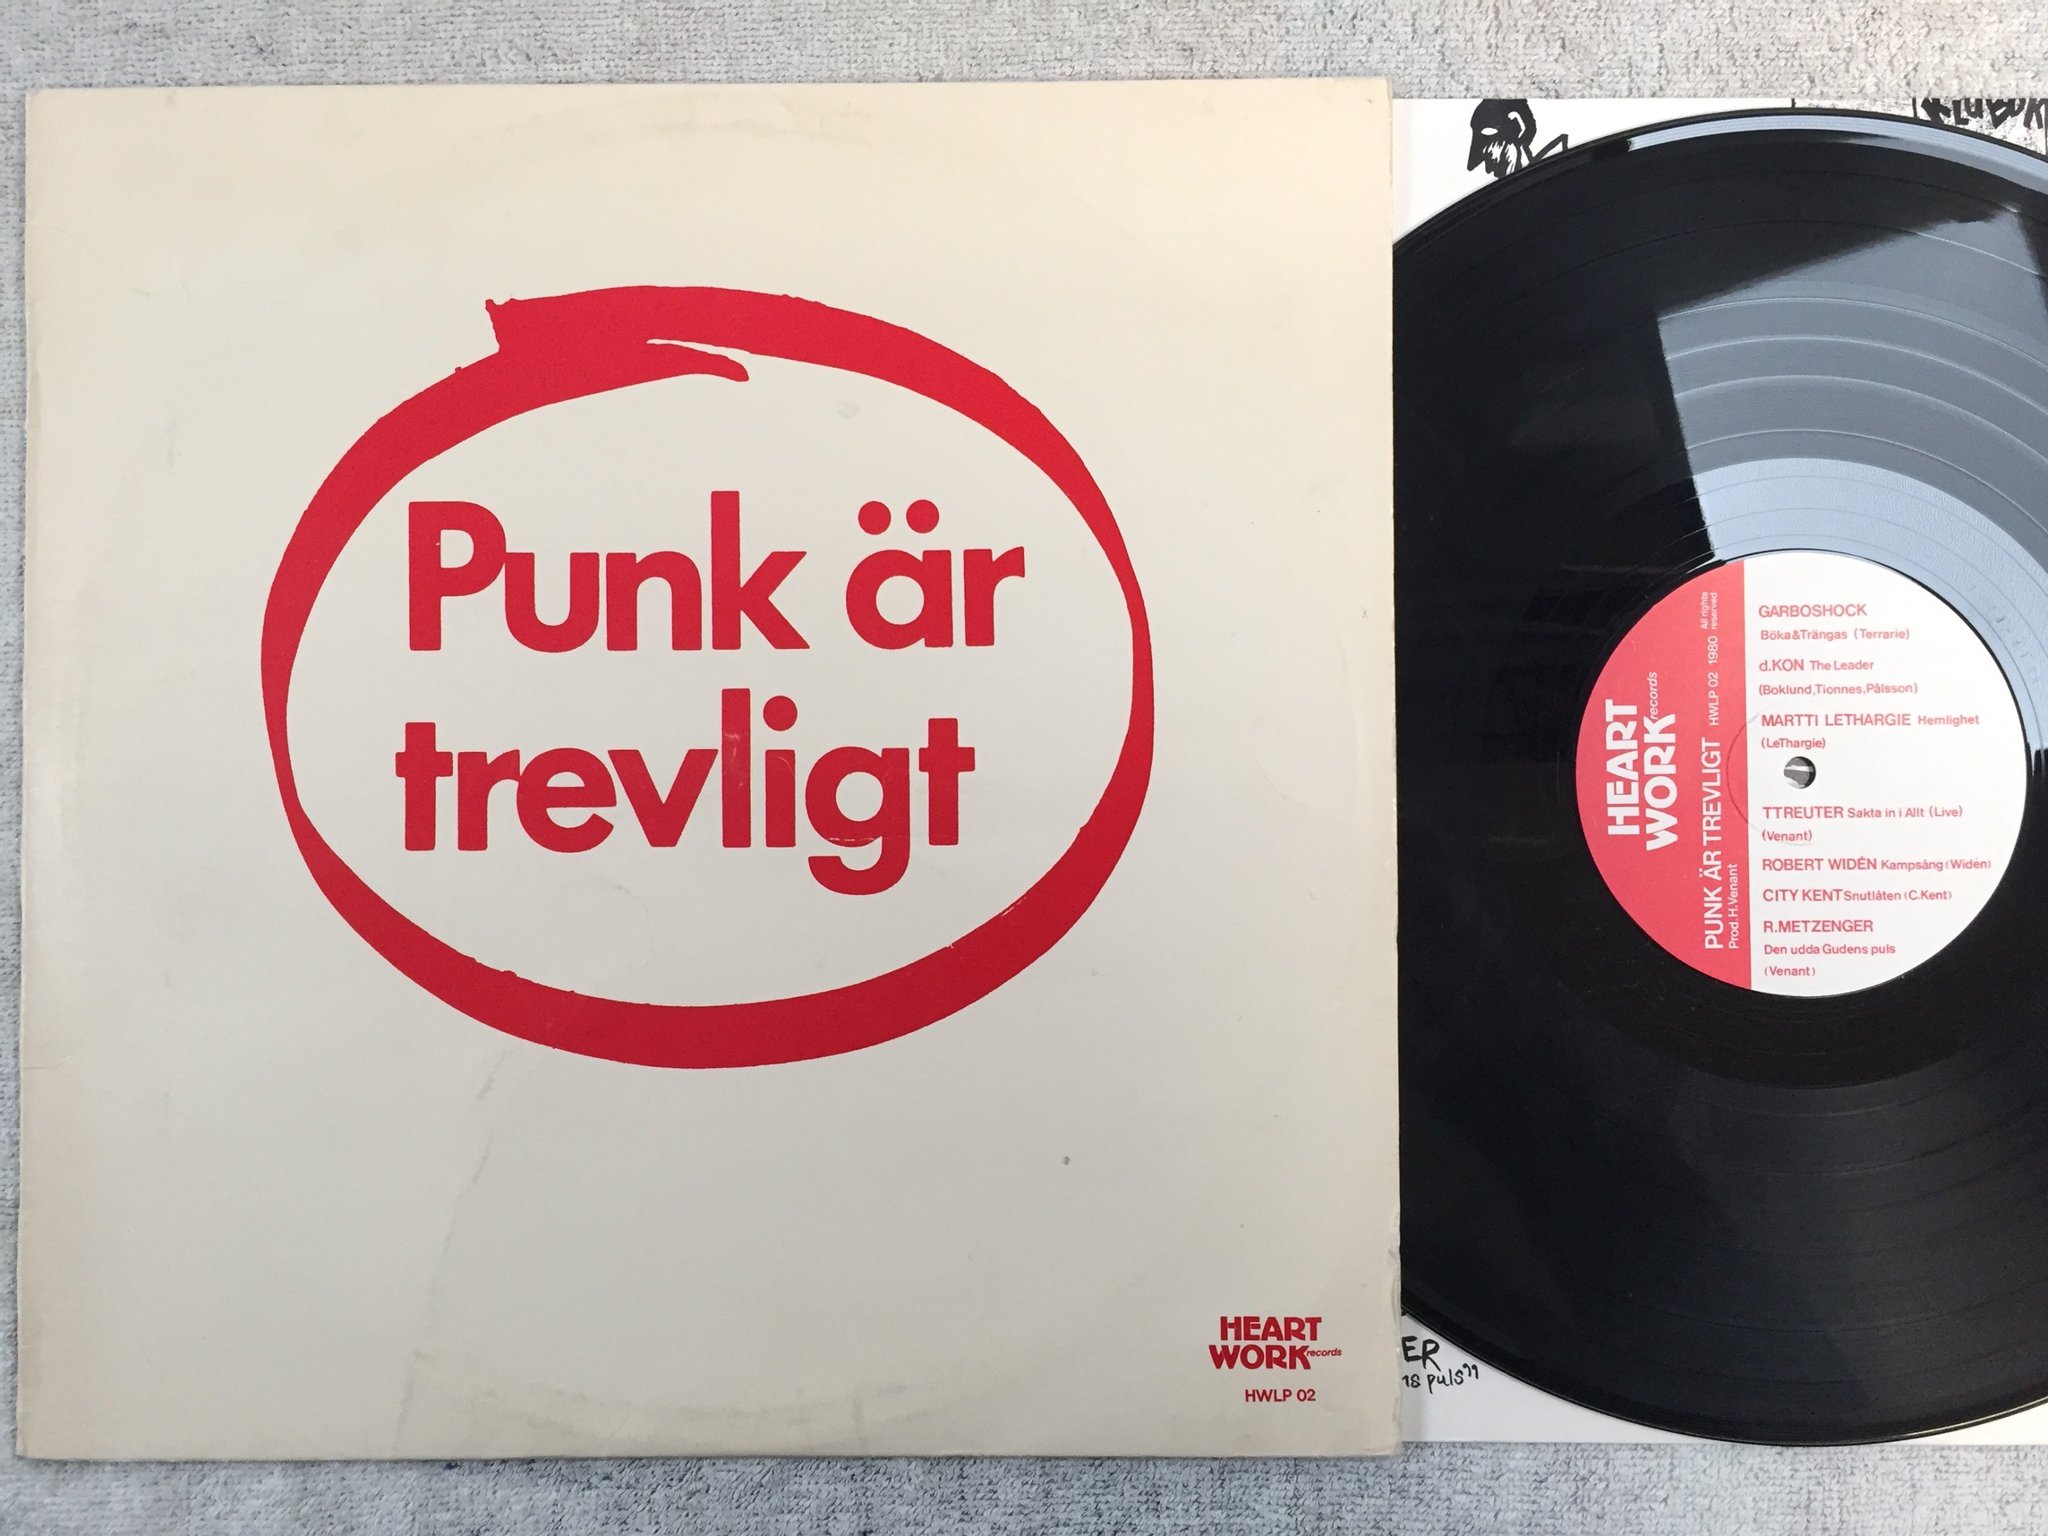 Punk är
trevligt
HEART
WORK records
HWLP 02
HEART
WORK records
PUNK ÄR TREVLIGT HWLP 02 1980 All rights reserved
Prod. H. Venant
GARBOSHOCK
Böka&Trängas (Terrarie)
d.KON The Leader
(Boklund,Tionnes,Pålsson)
MARTTI LETHARGIE Hemlighet
(LeThargie)
TTREUTER Sakta in i Allt (Live)
(Venant)
ROBERT WIDÉN Kampsång (Widén)
CITY KENT Snutlåten (C.Kent)
R.METZENGER
Den udda Gudens puls
(Venant)
ER
puls"